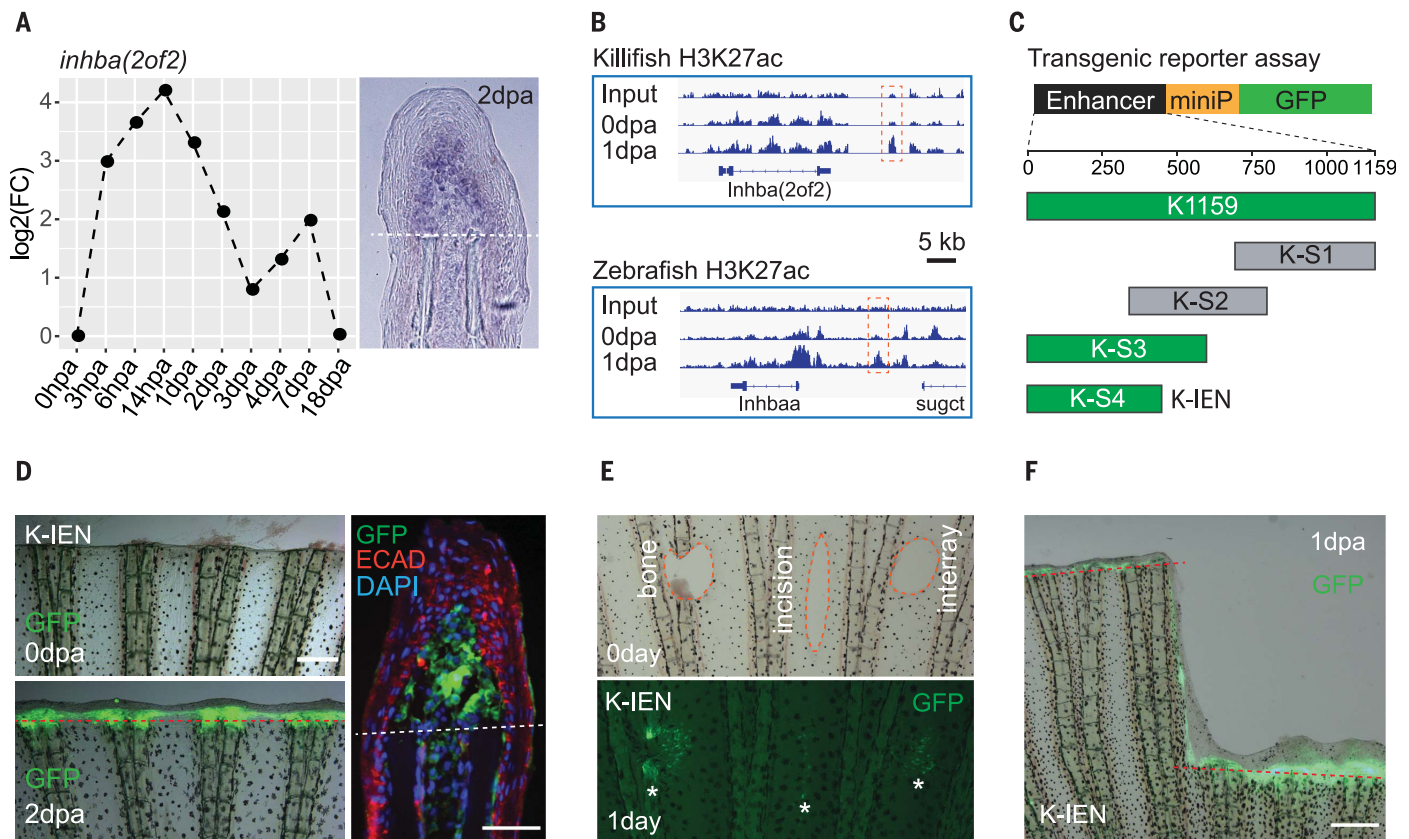 A
inhba(2of2)
log2(FC)
4
3
2
1
0
0hpa
3hpa
6hpa
14hpa
1dpa
2dpa
3dpa
4dpa
7dpa
18dpa
2dpa
B
Killifish H3K27ac
Input
0dpa
1dpa
Inhba(2of2)
5 kb
Zebrafish H3K27ac
Input
0dpa
1dpa
Inhbaa
sugct
C
Transgenic reporter assay
Enhancer miniP GFP
0 250 500 750 1000 1159
K1159
K-S1
K-S2
K-S3
K-S4 K-IEN
D
K-IEN
GFP
0dpa
GFP
2dpa
GFP
ECAD
DAPI
E
bone
incision
interray
0day
K-IEN GFP
* * *
1day
F
1dpa
GFP
K-IEN